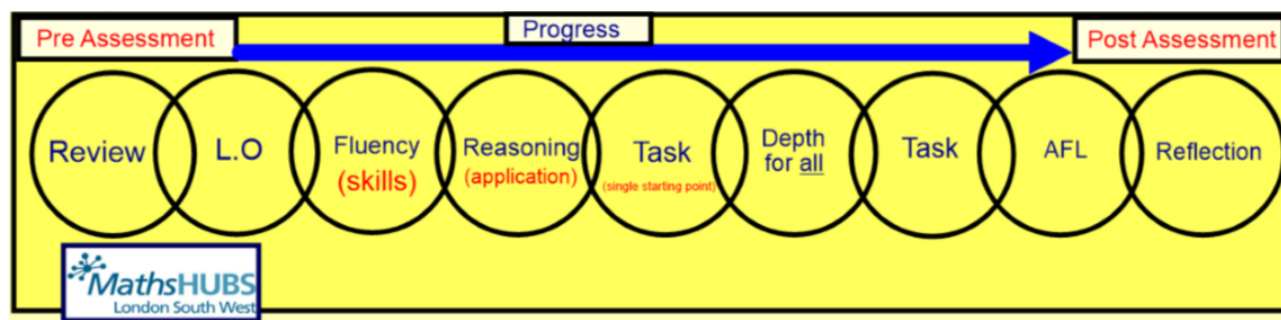 Pre Assessment
Progress
Post Assessment
Review
L.O
Fluency
(skills)
Reasoning
(application)
Task
(single starting point)
Depth
for all
Task
AFL
Reflection
MathsHUBS
London South West